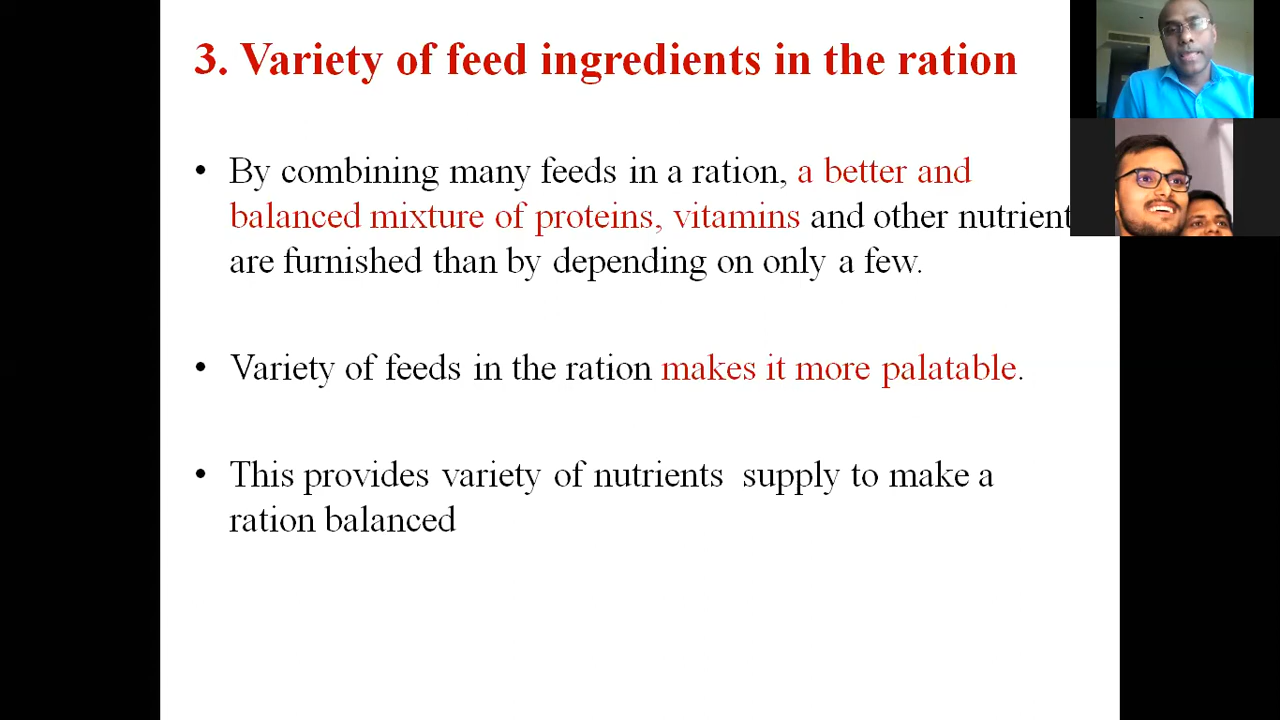 3. Variety of feed ingredients in the ration
• By combining many feeds in a ration, a better and
balanced mixture of proteins, vitamins and other nutrient
are furnished than by depending on only a few.
• Variety of feeds in the ration makes it more palatable.
• This provides variety of nutrients supply to make a
ration balanced